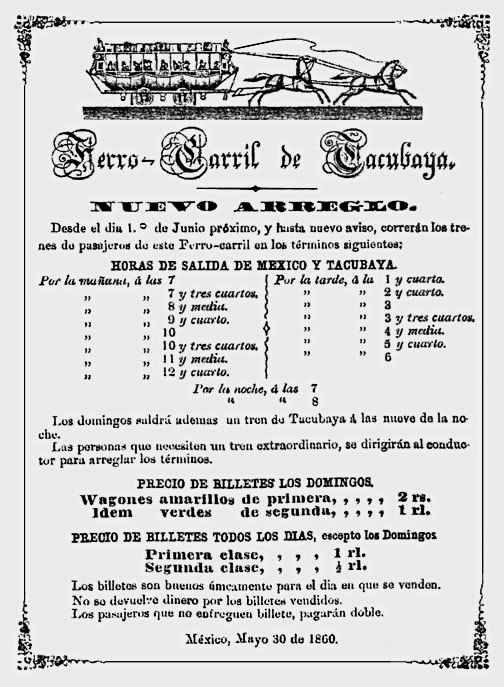 Ferro-Carril de Tacubaya.
NUEVO ARREGLO.
Desde el dia 1.º de Junio próximo, y hasta nuevo aviso, correrán los tre-
nes de pasajeros de este Ferro-carril en los términos siguientes:
HORAS DE SALIDA DE MEXICO Y TACUBAYA.
Por la mañana, á las 7
„ „ 7 y tres cuartos.
„ „ 8 y media.
„ „ 9 y cuarto.
„ „ 10
„ „ 10 y tres cuartos.
„ „ 11 y media.
„ „ 12 y cuarto.
Por la tarde, á la 1 y cuarto.
„ „ 2 y cuarto.
„ „ 3
„ „ 3 y tres cuartos.
„ „ 4 y media.
„ „ 5 y cuarto.
„ „ 6
Por la noche, á las 7
“ “ 8
Los domingos saldrá ademas un tren de Tacubaya á las nueve de la no-
che.
Las personas que necesiten un tren extraordinario, se dirigirán al conduc-
tor para arreglar los términos.
PRECIO DE BILLETES LOS DOMINGOS.
Wagones amarillos de primera, , , , , 2 rs.
Idem verdes de segunda, , , , , 1 rl.
PRECIO DE BILLETES TODOS LOS DIAS, escepto los Domingos
Primera clase, , , , 1 rl.
Segunda clase, , , , ½ rl.
Los billetes son buenos únicamente para el dia en que se venden.
No se devuelve dinero por los billetes vendidos.
Los pasajeros que no entreguen billete, pagarán doble.
México, Mayo 30 de 1860.